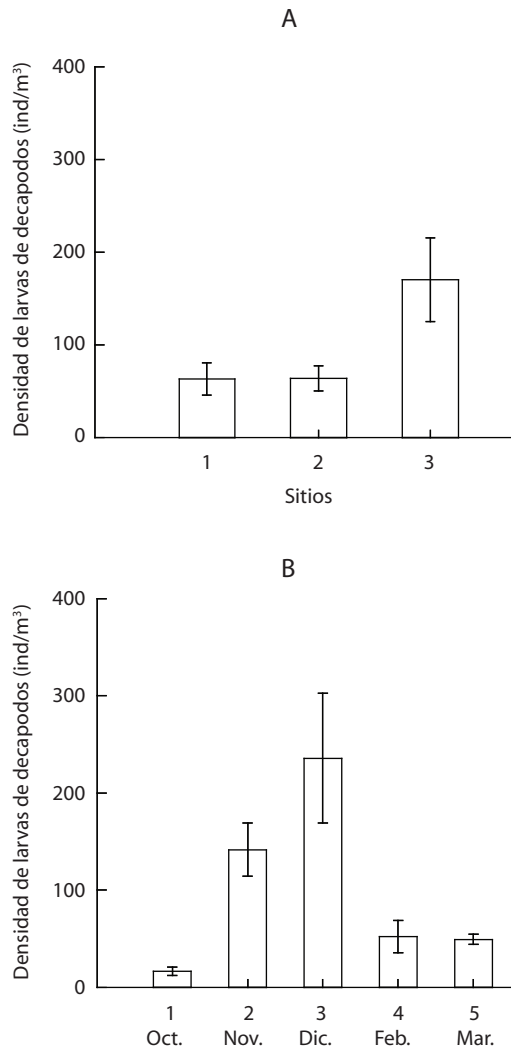 A
Densidad de larvas de decapodos (ind/m³)
400
300
200
100
0
1 2 3
Sitios
B
Densidad de larvas de decapodos (ind/m³)
400
300
200
100
0
1 2 3 4 5
Oct. Nov. Dic. Feb. Mar.